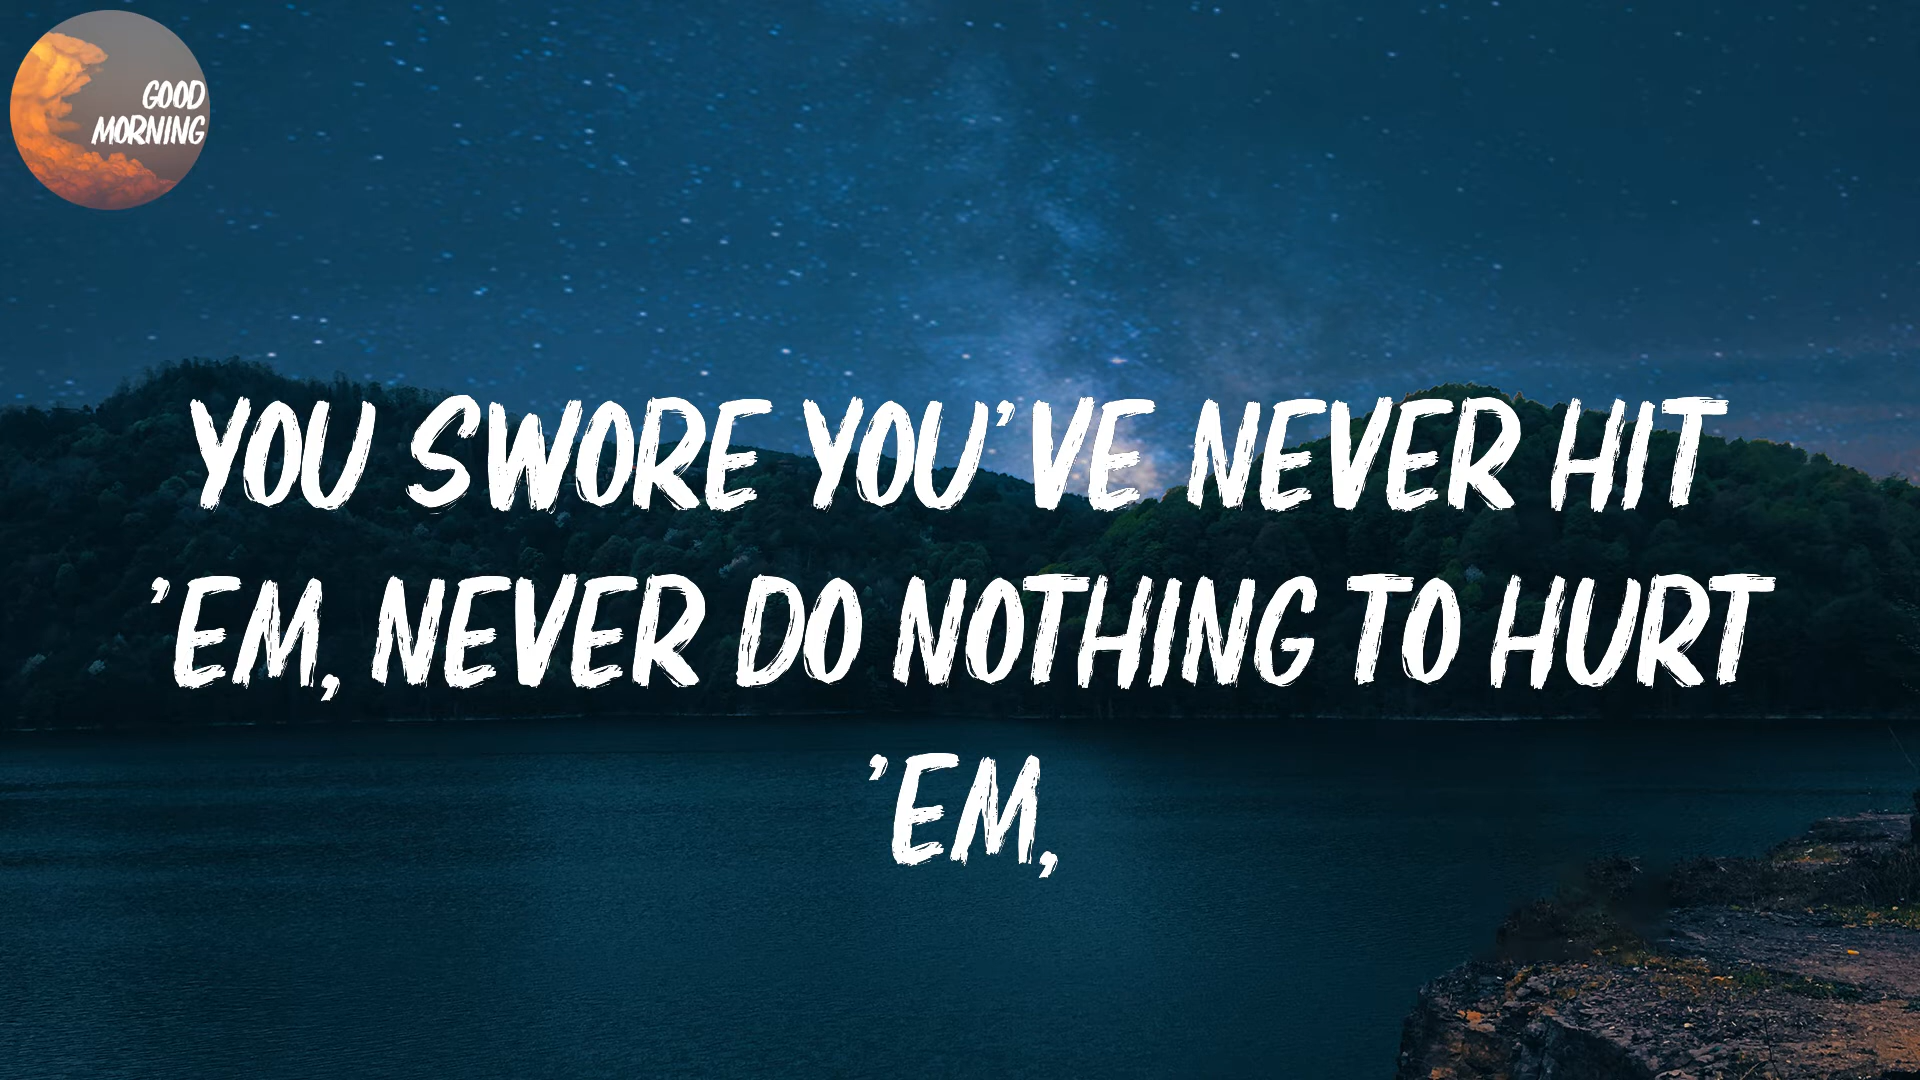 GOOD
MORNING
YOU SWORE YOU'VE NEVER HIT
'EM, NEVER DO NOTHING TO HURT
'EM,